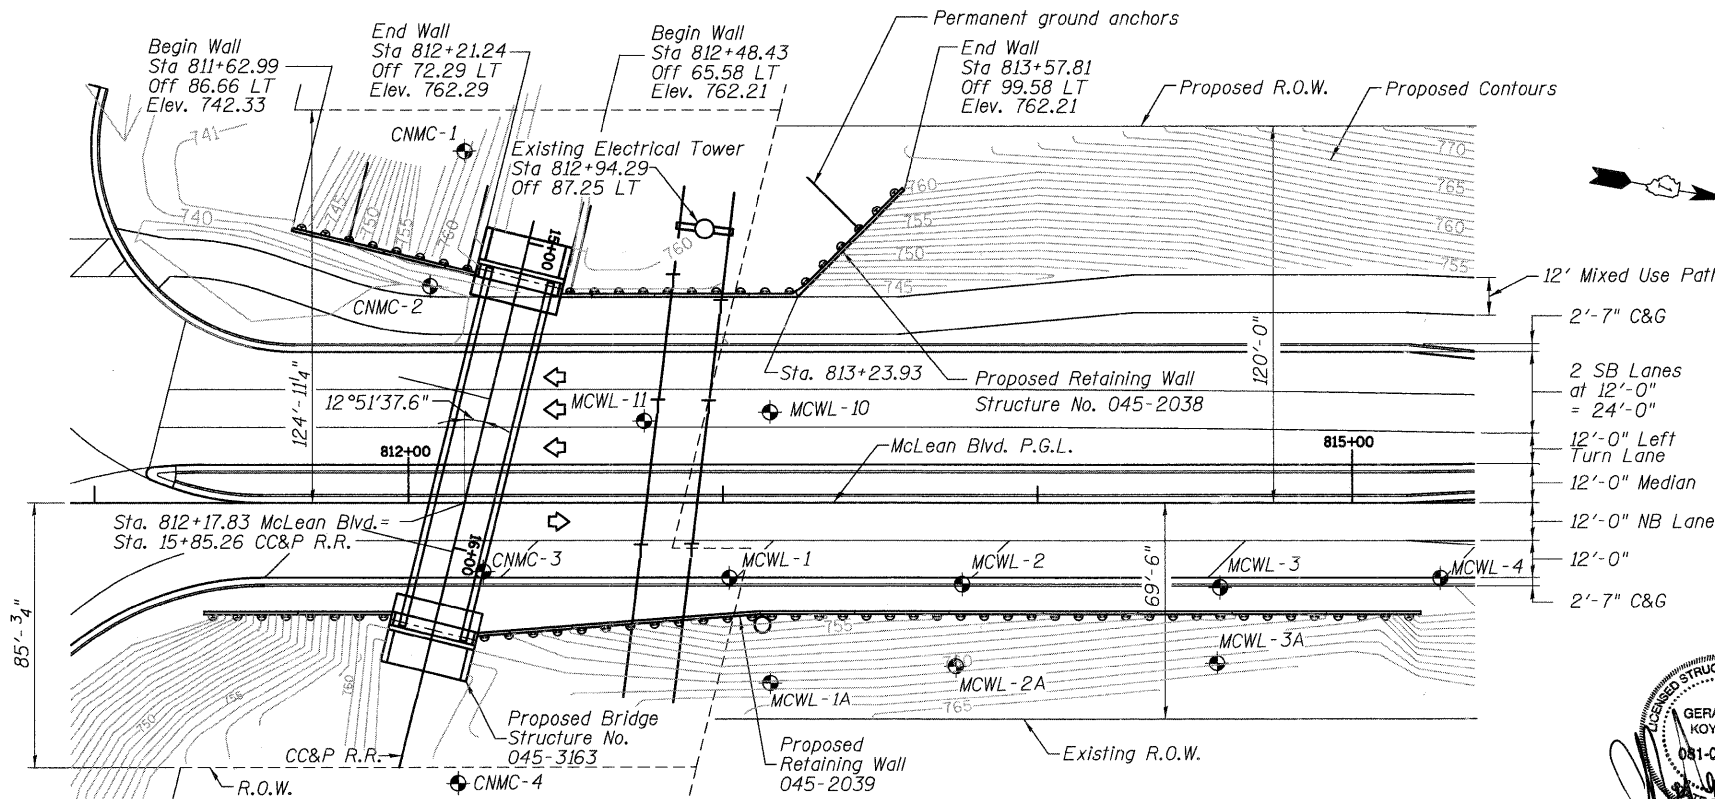 Begin Wall
Sta 811+62.99
Off 86.66 LT
Elev. 742.33
End Wall
Sta 812+21.24
Off 72.29 LT
Elev. 762.29
Begin Wall
Sta 812+48.43
Off 65.58 LT
Elev. 762.21
Permanent ground anchors
End Wall
Sta 813+57.81
Off 99.58 LT
Elev. 762.21
Proposed R.O.W.
Proposed Contours
741
CNMC-1
Existing Electrical Tower
Sta 812+94.29
Off 87.25 LT
770
765
760
755
740
745
750
755
760
15+00
760
760
755
750
745
CNMC-2
12' Mixed Use Path
2'-7" C&G
124'-11¼"
12°51'37.6"
MCWL-11
MCWL-10
Sta. 813+23.93
Proposed Retaining Wall
Structure No. 045-2038
120'-0"
2 SB Lanes
at 12'-0"
= 24'-0"
812+00
McLean Blvd. P.G.L.
815+00
12'-0" Left
Turn Lane
12'-0" Median
Sta. 812+17.83 McLean Blvd.=
Sta. 15+85.26 CC&P R.R.
12'-0" NB Lane
16+00
CNMC-3
MCWL-1
MCWL-2
MCWL-3
MCWL-4
12'-0"
2'-7" C&G
69'-6"
85'-¾"
755
750
MCWL-3A
MCWL-2A
MCWL-1A
765
750
756
760
Proposed Bridge
Structure No.
045-3163
CC&P R.R.
R.O.W.
CNMC-4
Proposed
Retaining Wall
045-2039
Existing R.O.W.
LICENSED STRUC
GERA
KOY
081-0